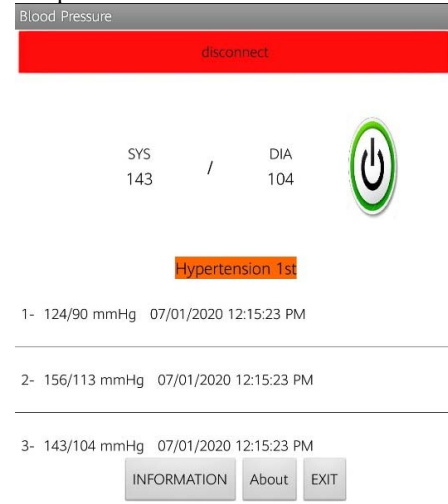 Blood Pressure
disconnect
SYS / DIA
143 104
Hypertension 1st
1- 124/90 mmHg 07/01/2020 12:15:23 PM
2- 156/113 mmHg 07/01/2020 12:15:23 PM
3- 143/104 mmHg 07/01/2020 12:15:23 PM
INFORMATION About EXIT